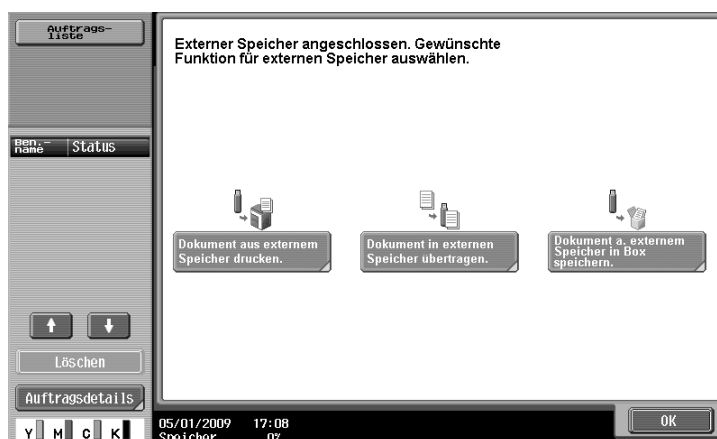 Auftrags-
liste
Externer Speicher angeschlossen. Gewünschte
Funktion für externen Speicher auswählen.
Ben.-
name
Status
Dokument aus externem
Speicher drucken.
Dokument in externen
Speicher übertragen.
Dokument a. externem
Speicher in Box
speichern.
Löschen
Auftragsdetails
Y M C K
05/01/2009 17:08
Speicher 0%
OK